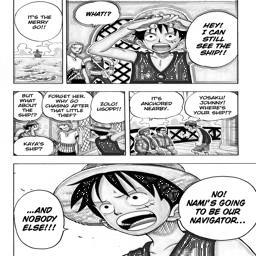 HEY!
I CAN
STILL
SEE THE
SHIP!!
WHAT!?
IT'S THE
MERRY
GO!!
YOSAKU!
JOHNNY!
WHERE'S
YOUR
SHIP?
IT'S
ANCHORED
NEARBY.
ZOLO!
USOPP!!
FORGET HER.
WHY GO
CHASING AFTER
THAT LITTLE
THIEF?
BUT
WHAT
ABOUT
THE
SHIP!?
KAYA'S
SHIP?
NO!
NAMI'S GOING
TO BE OUR
NAVIGATOR...
...AND
NOBODY
ELSE!!!